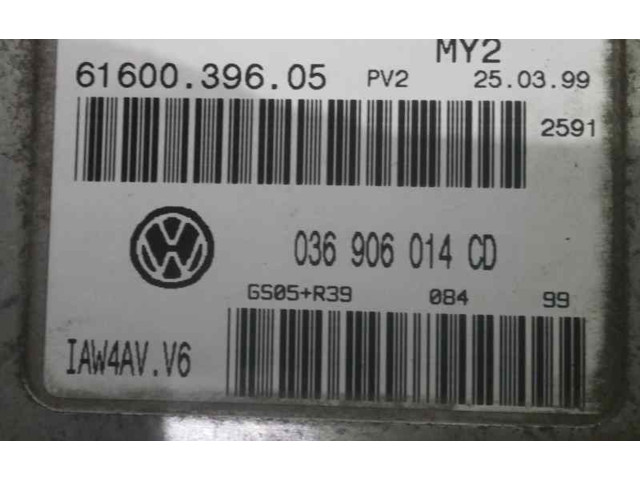 MY2
61600.396.05 PV2 25.03.99
2591
036 906 014 CD
GS05+R39 084 99
IAW4AV.V6